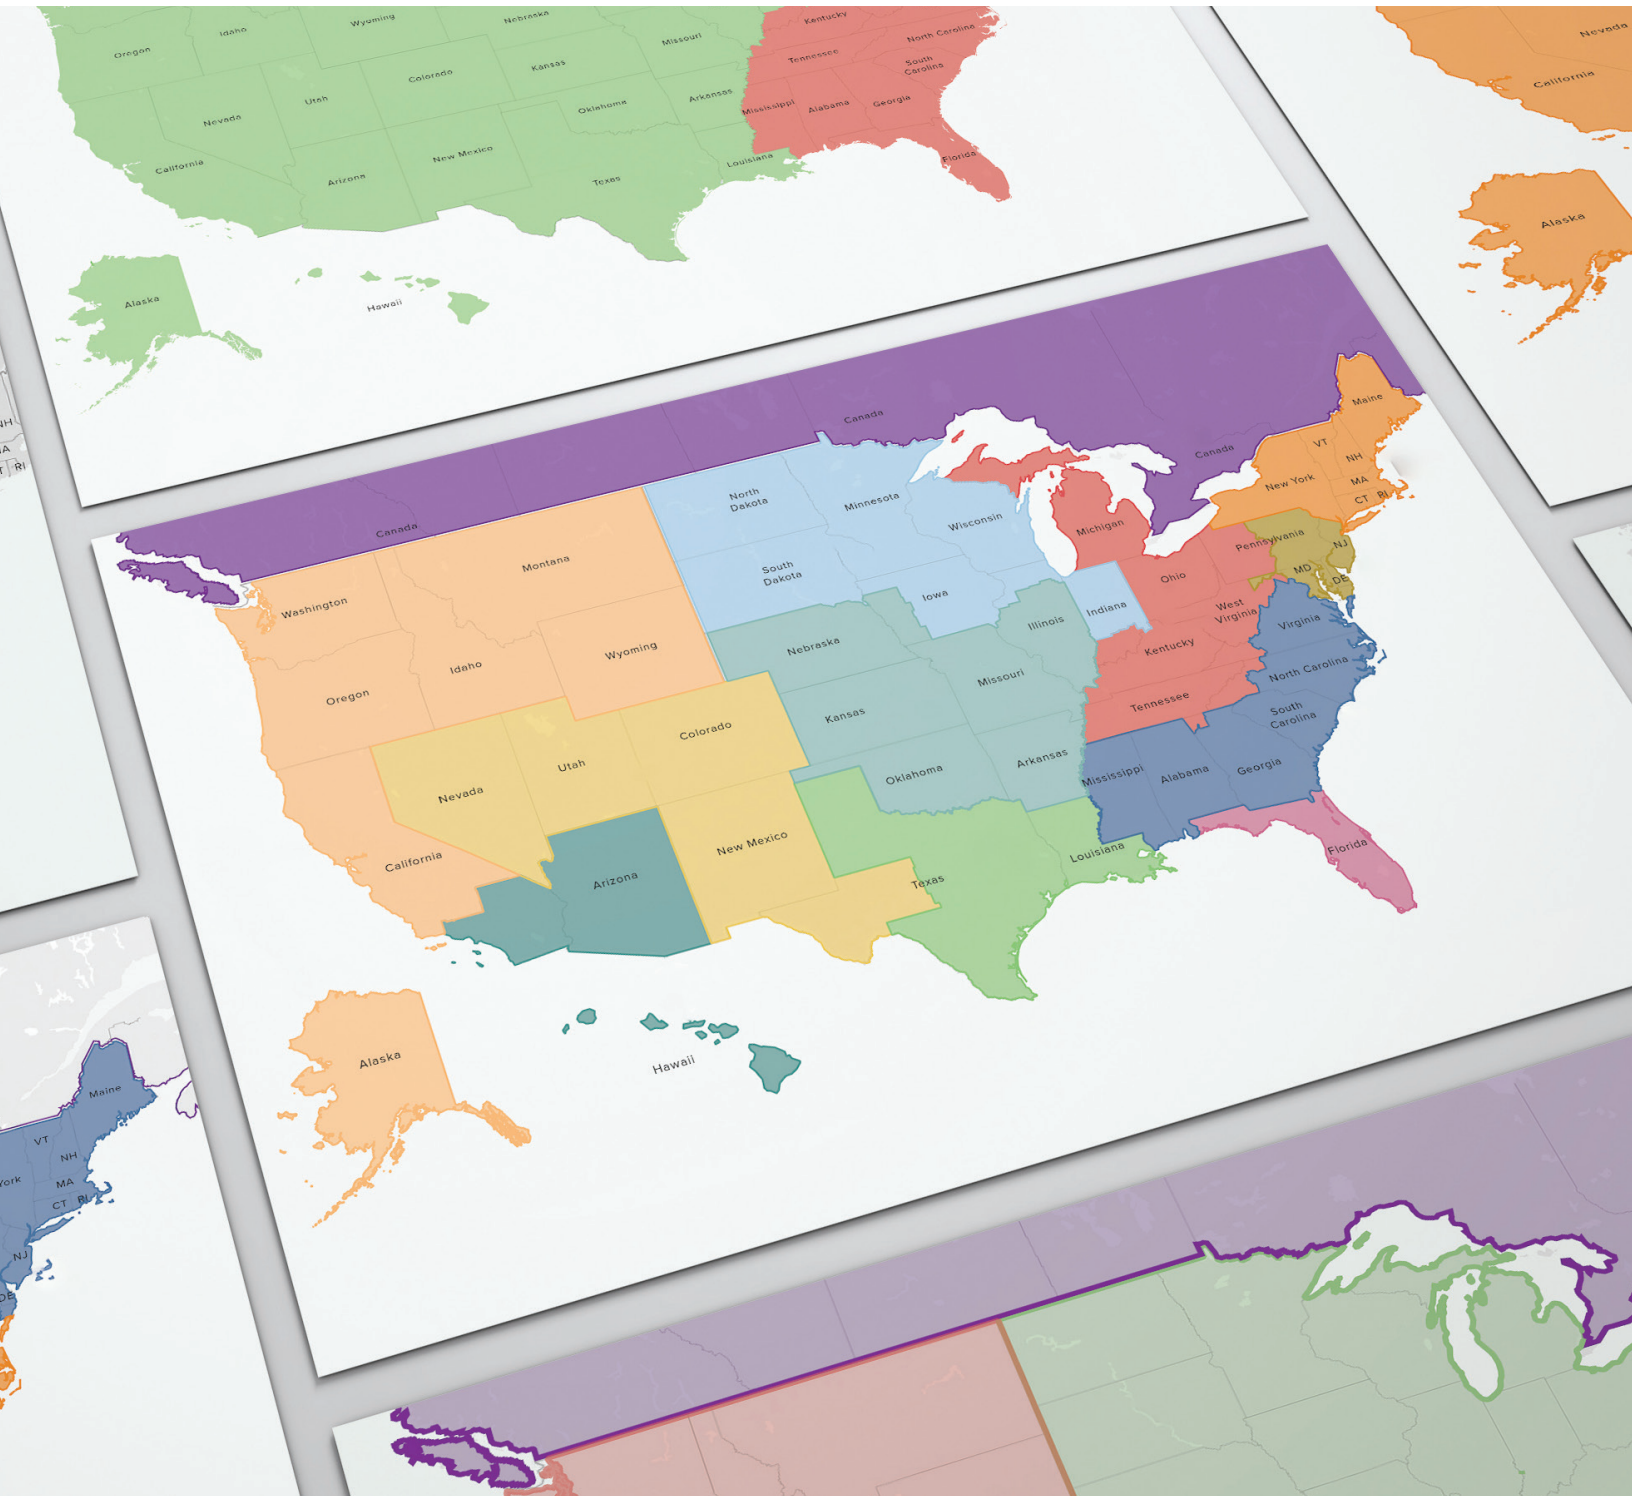 Oregon
Idaho
Wyoming
Nebraska
Missouri
Kentucky
North Carolina
Tennessee
South
Carolina
Nevada
Utah
Colorado
Kansas
Oklahoma
Arkansas
Mississippi
Alabama
Georgia
California
Arizona
New Mexico
Texas
Louisiana
Florida
Alaska
Hawaii
Nevada
California
Alaska
NH
RI
Canada
Canada
Canada
Washington
Montana
North
Dakota
Minnesota
Wisconsin
Michigan
New York
VT
NH
Maine
MA
CT
RI
Oregon
Idaho
Wyoming
South
Dakota
Iowa
Illinois
Indiana
Ohio
Pennsylvania
NJ
MD
DE
West
Virginia
Virginia
Nebraska
Missouri
Kentucky
North Carolina
Nevada
Utah
Colorado
Kansas
Tennessee
South
Carolina
California
Arizona
New Mexico
Oklahoma
Arkansas
Mississippi
Alabama
Georgia
Texas
Louisiana
Florida
Alaska
Hawaii
Maine
VT
NH
York
MA
CT
RI
NJ
DE